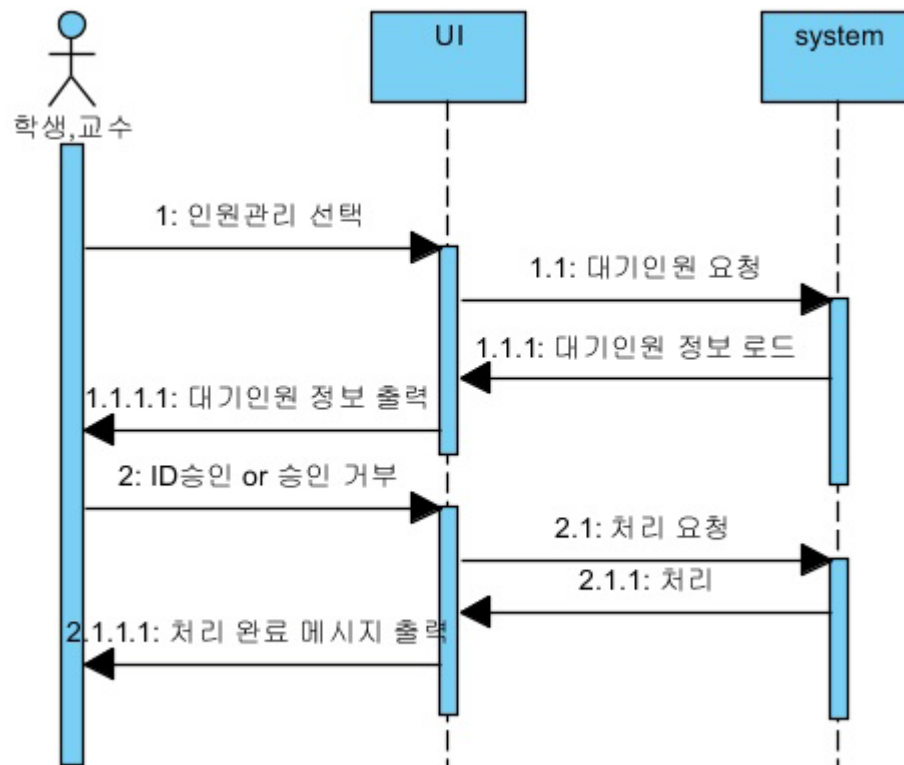 UI
system
학생,교수
1: 인원관리 선택
1.1: 대기인원 요청
1.1.1: 대기인원 정보 로드
1.1.1.1: 대기인원 정보 출력
2: ID승인 or 승인 거부
2.1: 처리 요청
2.1.1: 처리
2.1.1.1: 처리 완료 메시지 출력